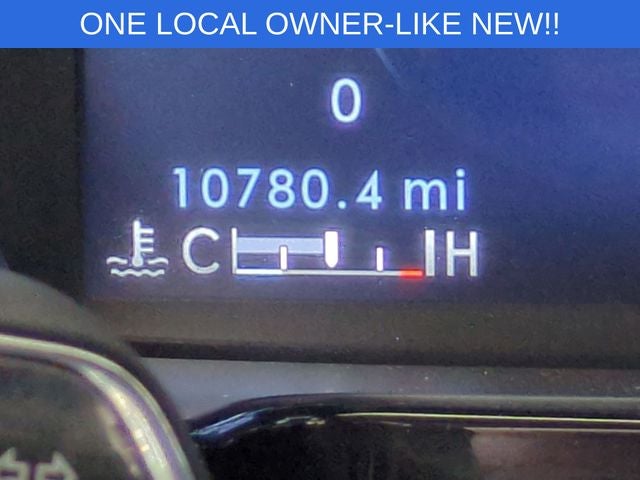 ONE LOCAL OWNER-LIKE NEW!!
0
10780.4 mi
C H